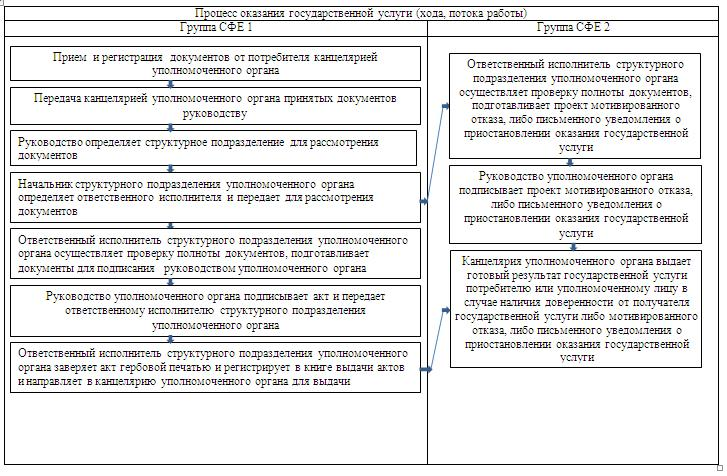 Процесс оказания государственной услуги (хода, потока работы)
Группа СФЕ 1
Группа СФЕ 2
Прием и регистрация документов от потребителя канцелярией
уполномоченного органа
Передача канцелярией уполномоченного органа принятых документов
руководству
Руководство определяет структурное подразделение для рассмотрения
документов
Начальник структурного подразделения уполномоченного органа
определяет ответственного исполнителя и передает для рассмотрения
документов
Ответственный исполнитель структурного подразделения уполномоченного
органа осуществляет проверку полноты документов, подготавливает
документы для подписания руководством уполномоченного органа
Руководство уполномоченного органа подписывает акт и передает
ответственному исполнителю структурного подразделения
уполномоченного органа
Ответственный исполнитель структурного подразделения уполномоченного
органа заверяет акт гербовой печатью и регистрирует в книге выдачи актов
и направляет в канцелярию уполномоченного органа для выдачи
Ответственный исполнитель структурного
подразделения уполномоченного органа
осуществляет проверку полноты документов,
подготавливает проект мотивированного
отказа, либо письменного уведомления о
приостановлении оказания государственной
услуги
Руководство уполномоченного органа
подписывает проект мотивированного отказа,
либо письменного уведомления о
приостановлении оказания государственной
услуги
Канцелярия уполномоченного органа выдает
готовый результат государственной услуги
потребителю или уполномоченному лицу в
случае наличия доверенности от получателя
государственной услуги либо мотивированного
отказа, либо письменного уведомления о
приостановлении оказания государственной
услуги